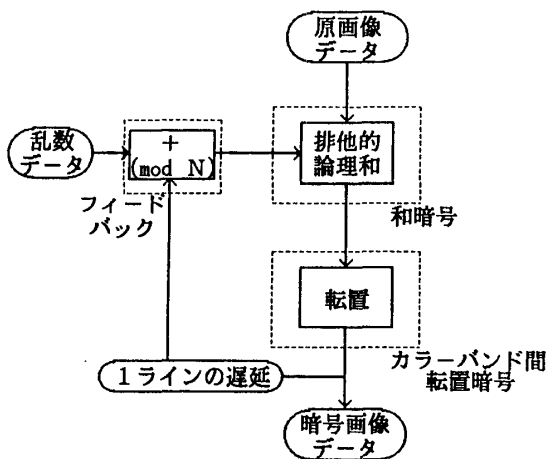 原画像
データ
乱数
データ
＋
(mod N)
排他的
論理和
フィード
バック
和暗号
転置
１ラインの遅延
カラーバンド間
転置暗号
暗号画像
データ